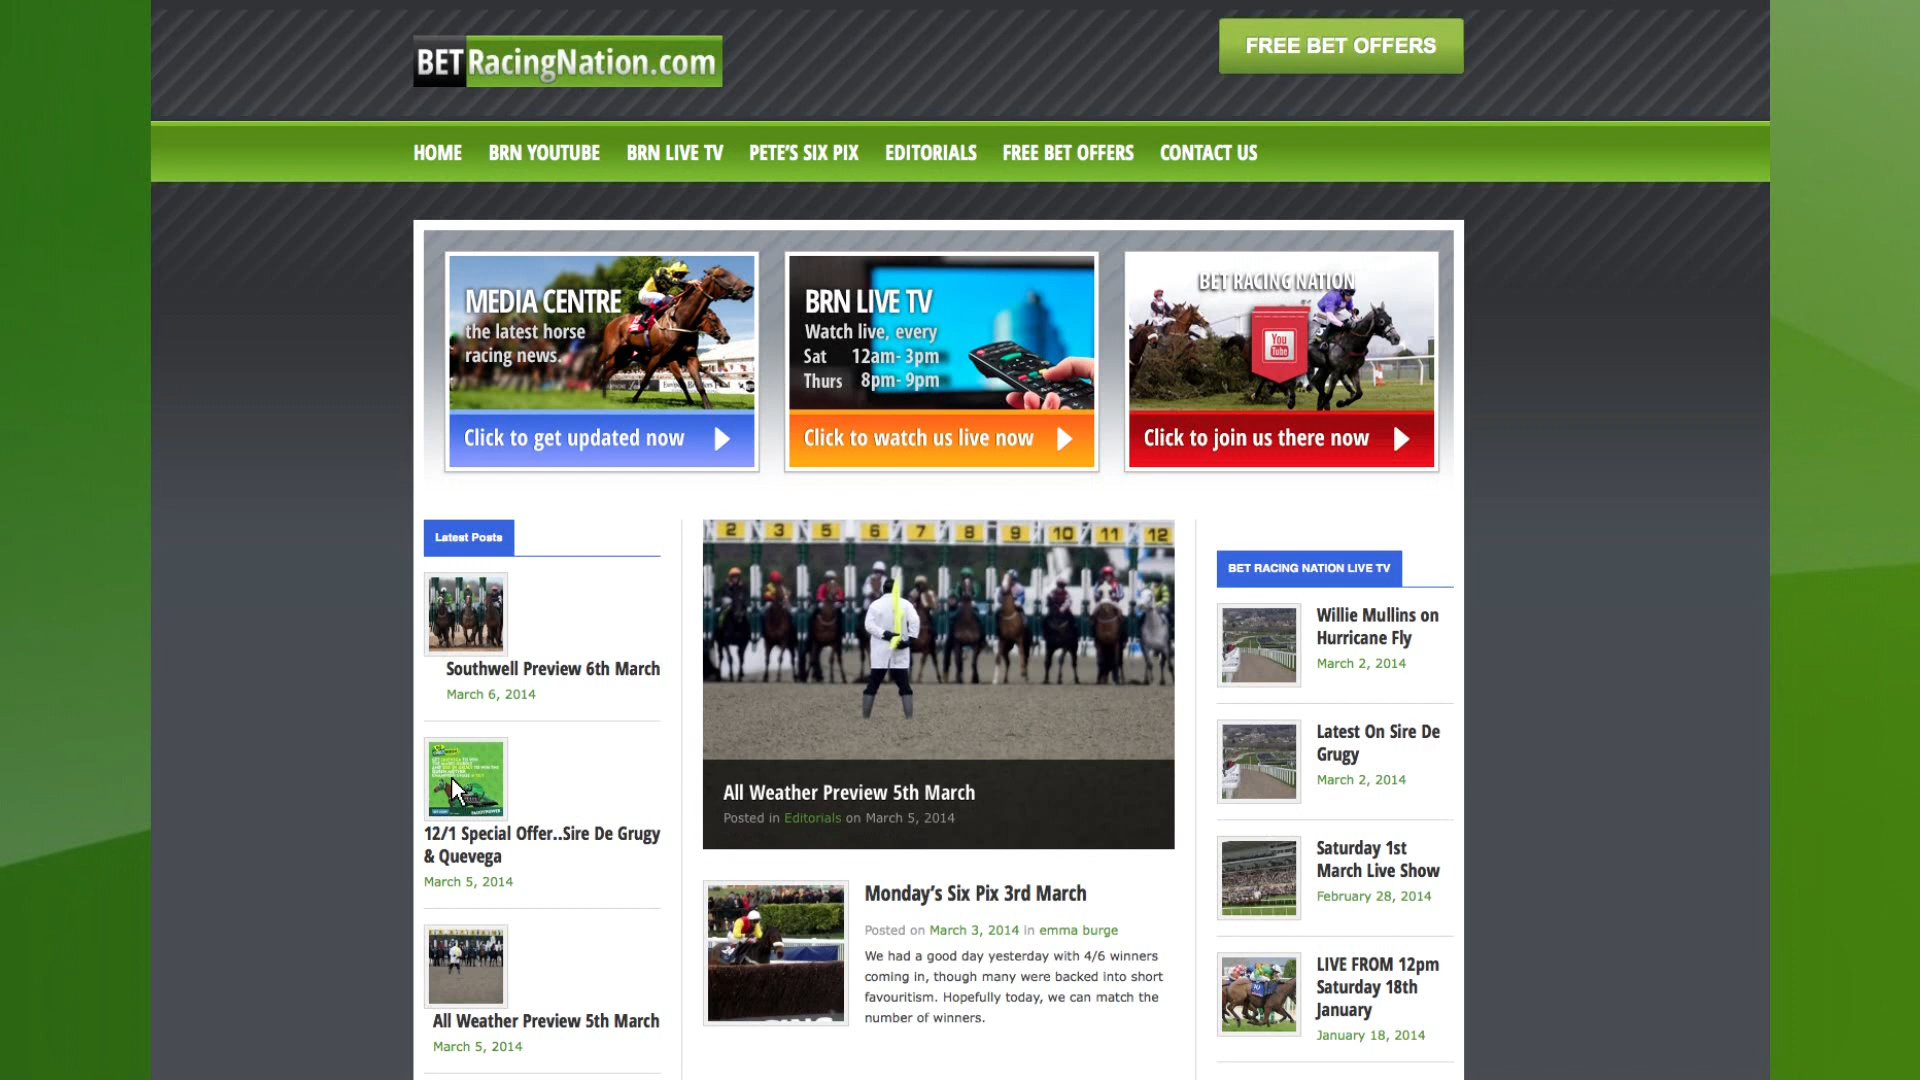 BETRacingNation.com
FREE BET OFFERS
HOME BRN YOUTUBE BRN LIVE TV PETE'S SIX PIX EDITORIALS FREE BET OFFERS CONTACT US
MEDIA CENTRE
the latest horse
racing news.
Click to get updated now
BRN LIVE TV
Watch live, every
Sat 12am- 3pm
Thurs 8pm- 9pm
Click to watch us live now
BET RACING NATION
You
Tube
Click to join us there now
Latest Posts
Southwell Preview 6th March
March 6, 2014
12/1 Special Offer..Sire De Grugy
& Quevega
March 5, 2014
All Weather Preview 5th March
March 5, 2014
2 3 5 6 7 8 9 10 11 12
All Weather Preview 5th March
Posted in Editorials on March 5, 2014
Monday's Six Pix 3rd March
Posted on March 3, 2014 in emma burge
We had a good day yesterday with 4/6 winners
coming in, though many were backed into short
favouritism. Hopefully today, we can match the
number of winners.
BET RACING NATION LIVE TV
Willie Mullins on
Hurricane Fly
March 2, 2014
Latest On Sire De
Grugy
March 2, 2014
Saturday 1st
March Live Show
February 28, 2014
LIVE FROM 12pm
Saturday 18th
January
January 18, 2014